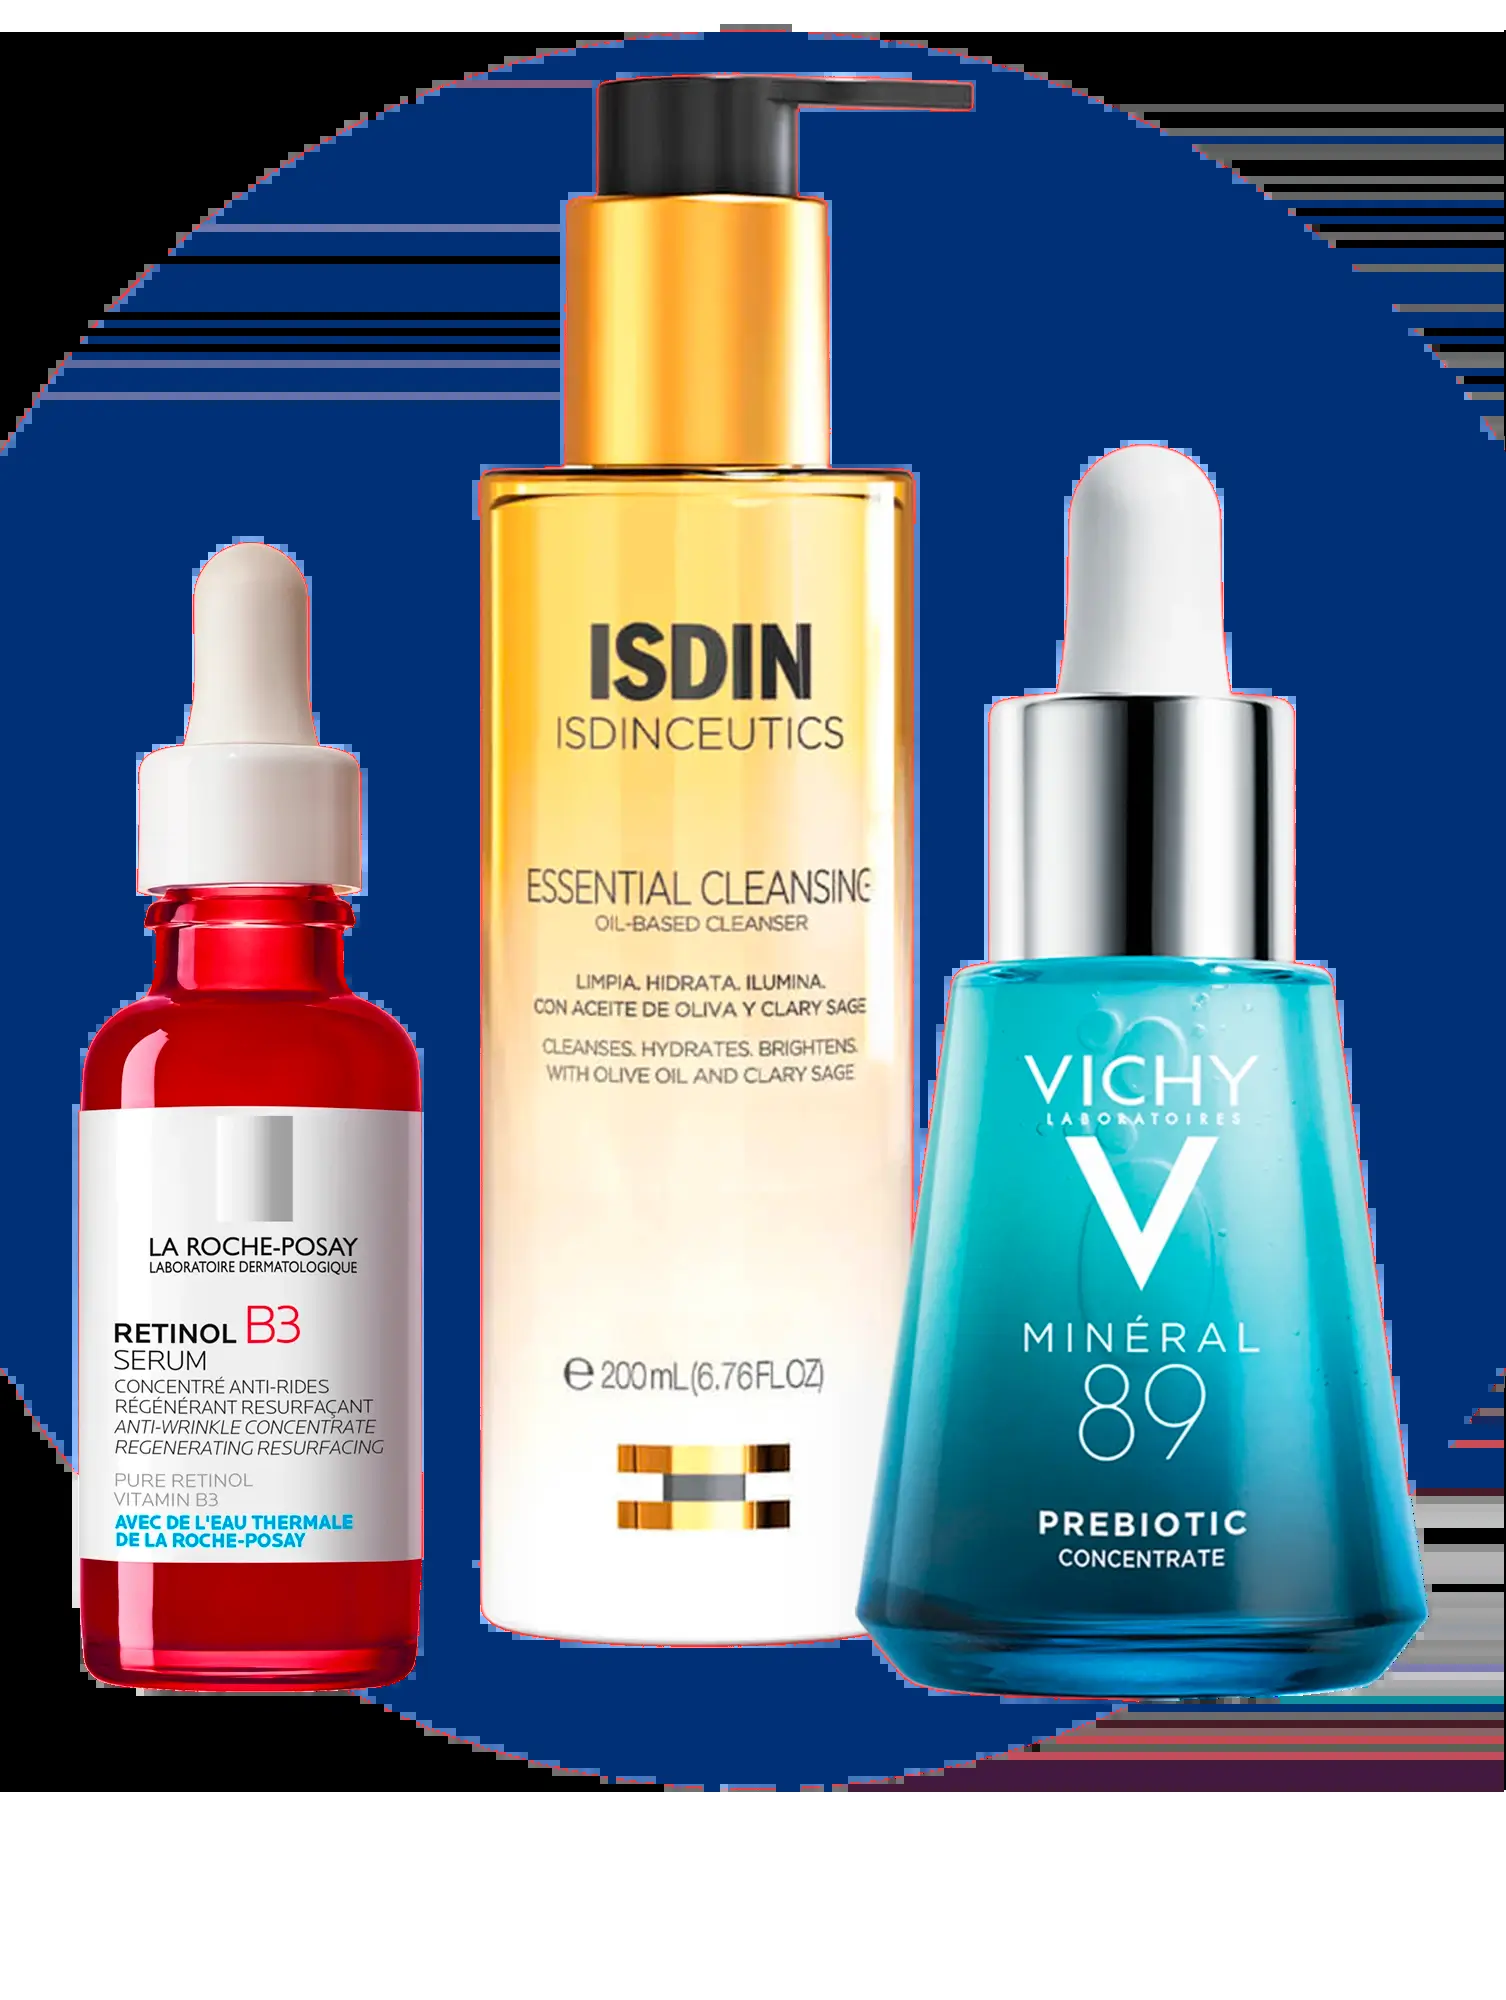 ISDIN
ISDINCEUTICS
ESSENTIAL CLEANSING
OIL-BASED CLEANSER
LIMPIA. HIDRATA. ILUMINA.
CON ACEITE DE OLIVA Y CLARY SAGE
CLEANSES. HYDRATES. BRIGHTENS.
WITH OLIVE OIL AND CLARY SAGE
e 200mL(6.76FLOZ)
LA ROCHE-POSAY
LABORATOIRE DERMATOLOGIQUE
RETINOL B3
SERUM
CONCENTRÉ ANTI-RIDES
RÉGÉNÉRANT RESURFAÇANT
ANTI-WRINKLE CONCENTRATE
REGENERATING RESURFACING
PURE RETINOL
VITAMIN B3
AVEC DE L'EAU THERMALE
DE LA ROCHE-POSAY
VICHY
LABORATOIRES
V
MINÉRAL
89
PREBIOTIC
CONCENTRATE